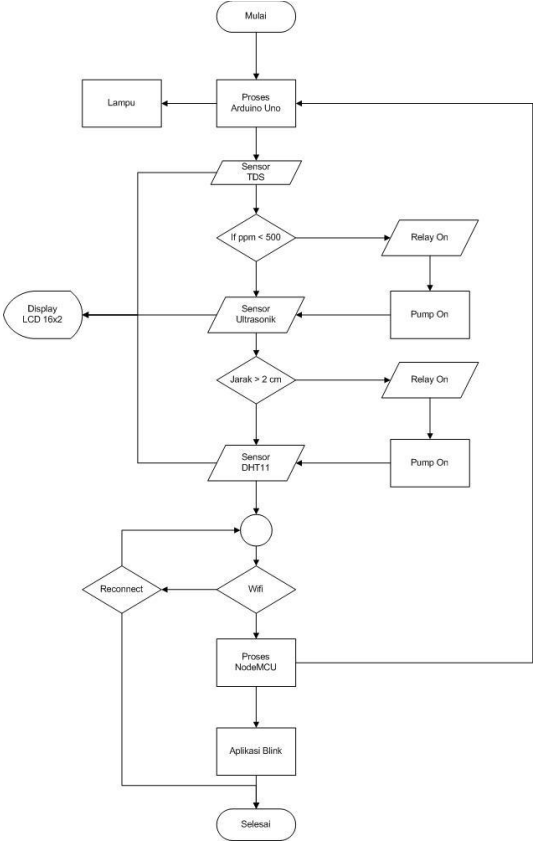 Mulai
Lampu
Proses
Arduino Uno
Sensor
TDS
If ppm < 500
Relay On
Display
LCD 16x2
Sensor
Ultrasonik
Pump On
Jarak > 2 cm
Relay On
Sensor
DHT11
Pump On
Reconnect
Wifi
Proses
NodeMCU
Aplikasi Blink
Selesai